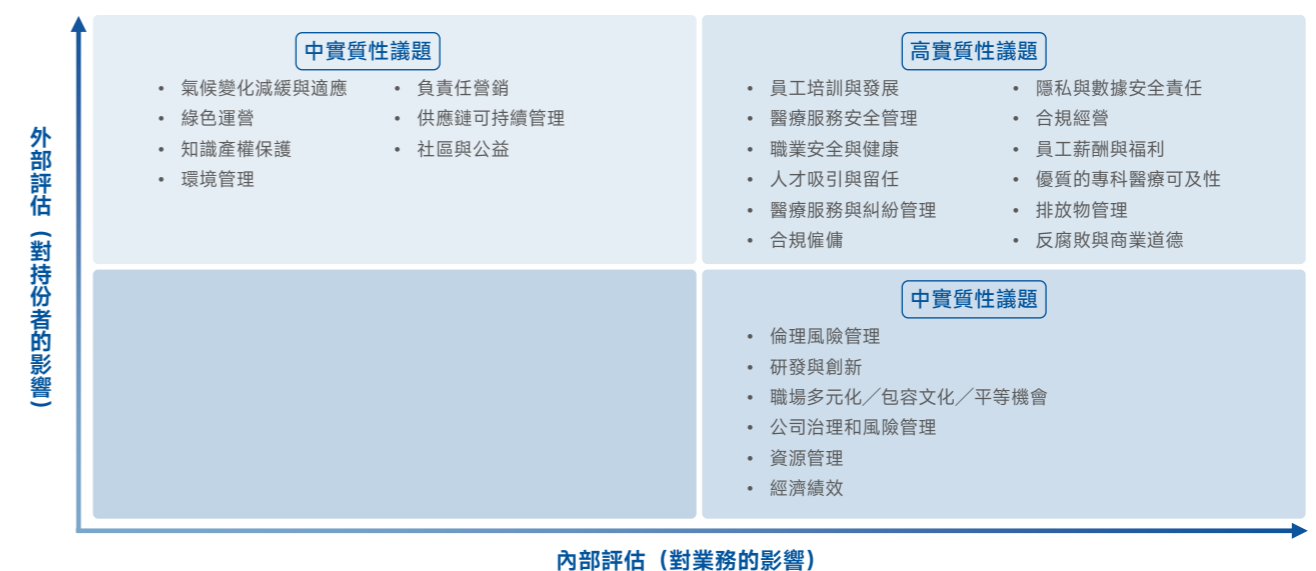 外部評估（對持份者的影響）
中實質性議題
• 氣候變化減緩與適應
• 綠色運營
• 知識產權保護
• 環境管理
• 負責任營銷
• 供應鏈可持續管理
• 社區與公益
高實質性議題
• 員工培訓與發展
• 醫療服務安全管理
• 職業安全與健康
• 人才吸引與留任
• 醫療服務與糾紛管理
• 合規僱傭
• 隱私與數據安全責任
• 合規經營
• 員工薪酬與福利
• 優質的專科醫療可及性
• 排放物管理
• 反腐敗與商業道德
中實質性議題
• 倫理風險管理
• 研發與創新
• 職場多元化／包容文化／平等機會
• 公司治理和風險管理
• 資源管理
• 經濟績效
內部評估（對業務的影響）